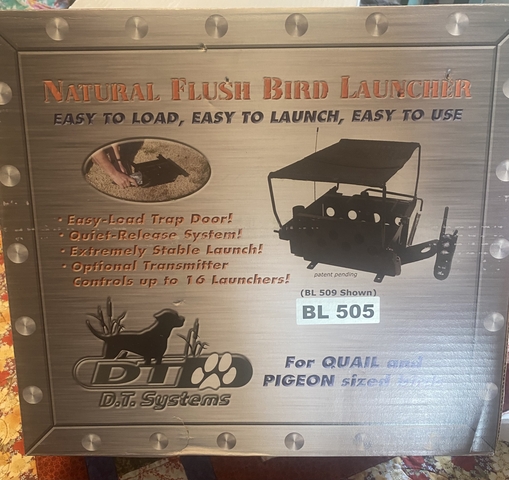 NATURAL FLUSH BIRD LAUNCHER
EASY TO LOAD, EASY TO LAUNCH, EASY TO USE
· Easy-Load Trap Door!
· Quiet-Release System!
· Extremely Stable Launch!
· Optional Transmitter
Controls up to 16 Launchers!
patent pending
(BL 509 Shown)
BL 505
DT
D.T. Systems
For QUAIL and
PIGEON sized